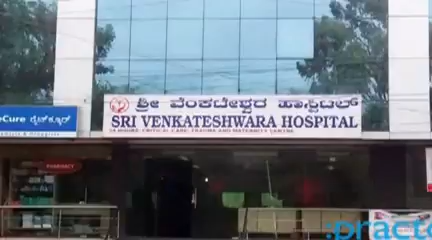 ಶ್ರೀ ವೆಂಕಟೇಶ್ವರ ಹಾಸ್ಪಿಟಲ್
SRI VENKATESHWARA HOSPITAL
24 HOURS: CRITICAL CARE, TRAUMA AND MATERNITY CENTRE
eCure
PHARMACY
:practo